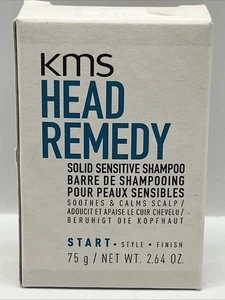 KMS
HEAD
REMEDY
SOLID SENSITIVE SHAMPOO
BARRE DE SHAMPOOING
POUR PEAUX SENSIBLES
SOOTHES & CALMS SCALP /
ADOUCIT ET APAISE LE CUIR CHEVELU /
BERUHIGT DIE KOPFHAUT
START • STYLE • FINISH
75 g / NET WT. 2.64 OZ.